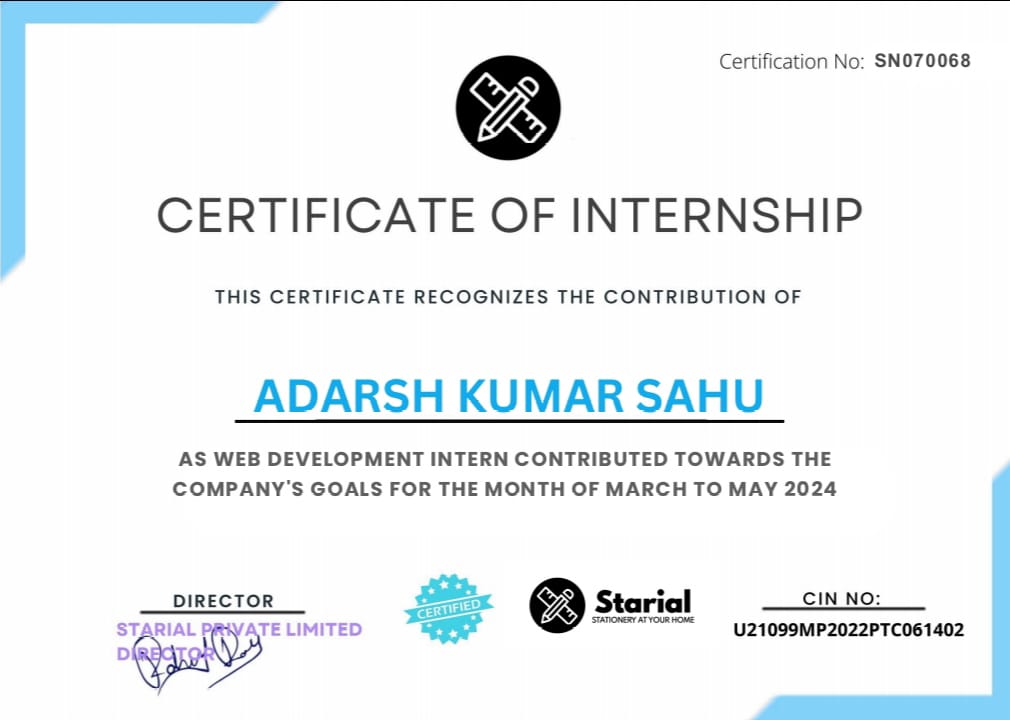 Certification No: SN070068
CERTIFICATE OF INTERNSHIP
THIS CERTIFICATE RECOGNIZES THE CONTRIBUTION OF
ADARSH KUMAR SAHU
AS WEB DEVELOPMENT INTERN CONTRIBUTED TOWARDS THE
COMPANY'S GOALS FOR THE MONTH OF MARCH TO MAY 2024
DIRECTOR
STARIAL PRIVATE LIMITED
DIRECTOR
CERTIFIED
Starial
STATIONERY AT YOUR HOME
CIN NO:
U21099MP2022PTC061402